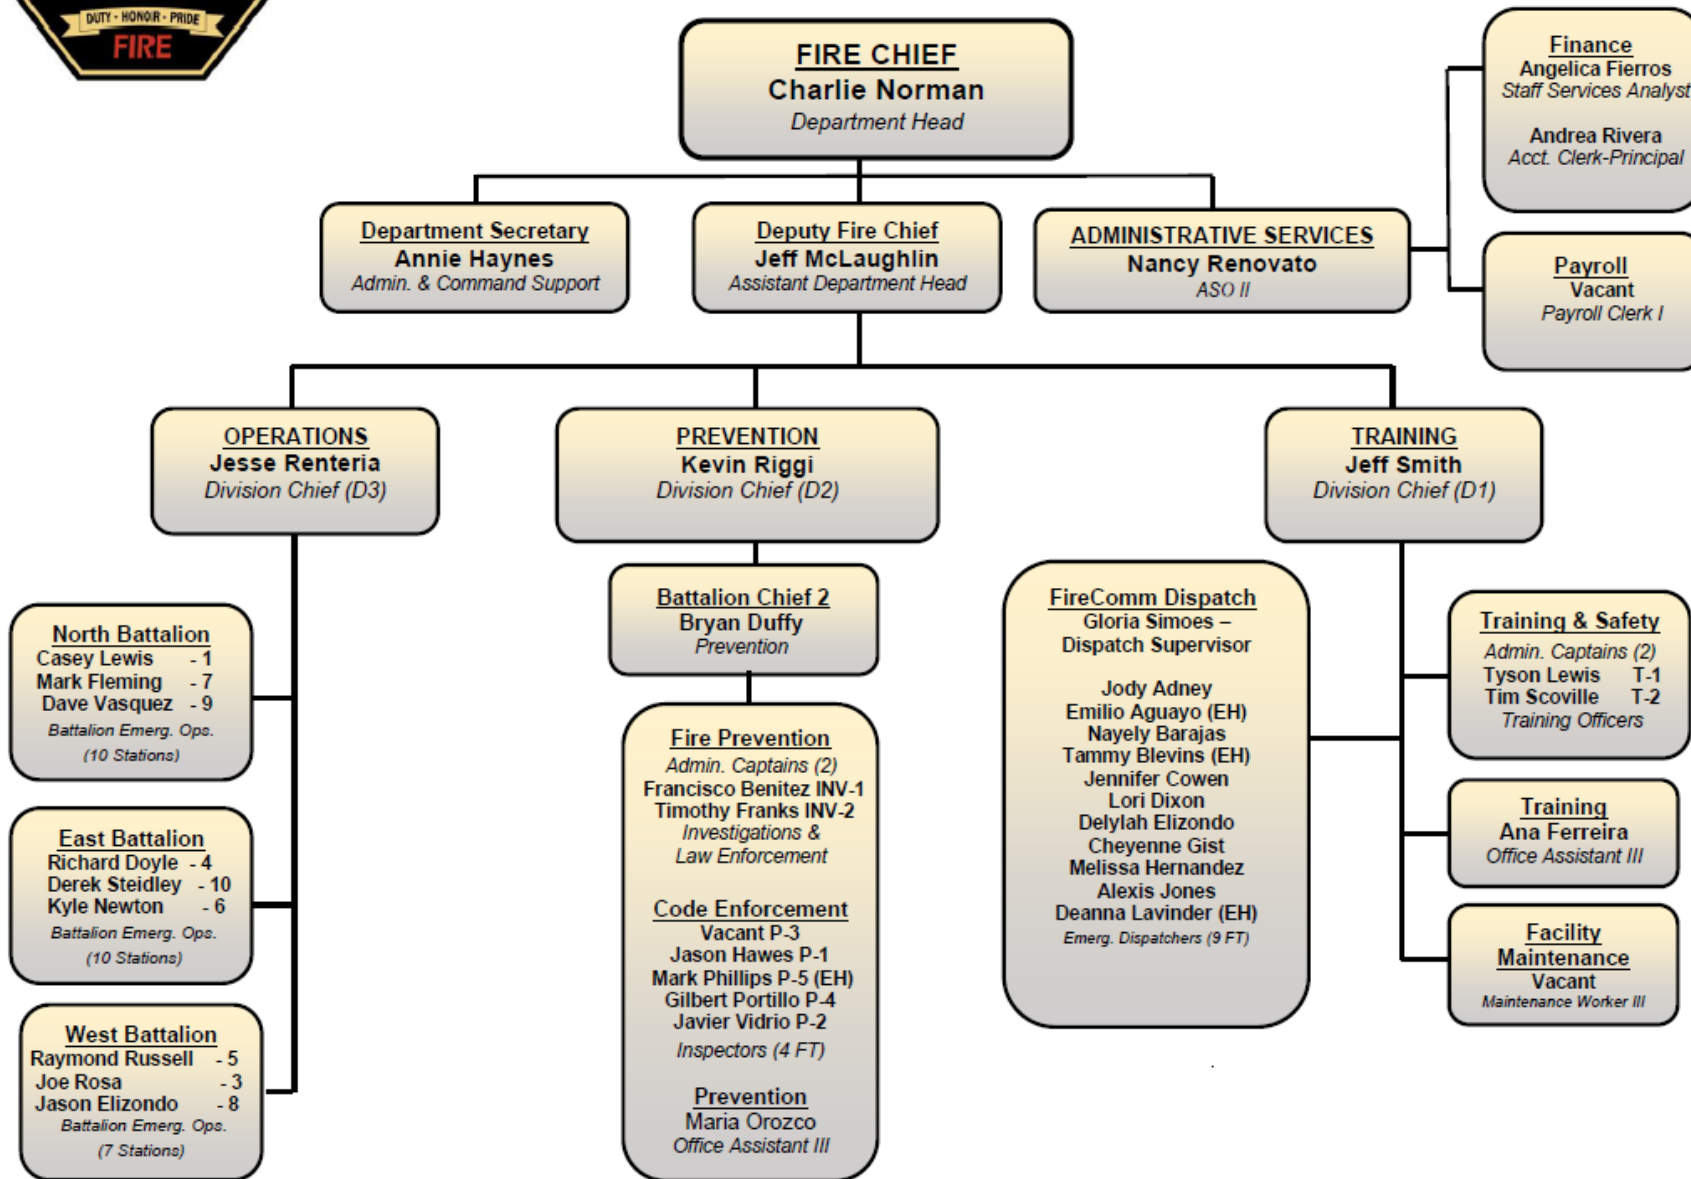 DUTY - HONOR - PRIDE
FIRE
FIRE CHIEF
Charlie Norman
Department Head
Finance
Angelica Fierros
Staff Services Analyst
Andrea Rivera
Acct. Clerk-Principal
Payroll
Vacant
Payroll Clerk I
Department Secretary
Annie Haynes
Admin. & Command Support
Deputy Fire Chief
Jeff McLaughlin
Assistant Department Head
ADMINISTRATIVE SERVICES
Nancy Renovato
ASO II
OPERATIONS
Jesse Renteria
Division Chief (D3)
PREVENTION
Kevin Riggi
Division Chief (D2)
TRAINING
Jeff Smith
Division Chief (D1)
North Battalion
Casey Lewis - 1
Mark Fleming - 7
Dave Vasquez - 9
Battalion Emerg. Ops.
(10 Stations)
East Battalion
Richard Doyle - 4
Derek Steidley - 10
Kyle Newton - 6
Battalion Emerg. Ops.
(10 Stations)
West Battalion
Raymond Russell - 5
Joe Rosa - 3
Jason Elizondo - 8
Battalion Emerg. Ops.
(7 Stations)
Battalion Chief 2
Bryan Duffy
Prevention
Fire Prevention
Admin. Captains (2)
Francisco Benitez INV-1
Timothy Franks INV-2
Investigations &
Law Enforcement
Code Enforcement
Vacant P-3
Jason Hawes P-1
Mark Phillips P-5 (EH)
Gilbert Portillo P-4
Javier Vidrio P-2
Inspectors (4 FT)
Prevention
Maria Orozco
Office Assistant III
FireComm Dispatch
Gloria Simoes –
Dispatch Supervisor
Jody Adney
Emilio Aguayo (EH)
Nayely Barajas
Tammy Blevins (EH)
Jennifer Cowen
Lori Dixon
Delylah Elizondo
Cheyenne Gist
Melissa Hernandez
Alexis Jones
Deanna Lavinder (EH)
Emerg. Dispatchers (9 FT)
Training & Safety
Admin. Captains (2)
Tyson Lewis T-1
Tim Scoville T-2
Training Officers
Training
Ana Ferreira
Office Assistant III
Facility
Maintenance
Vacant
Maintenance Worker III